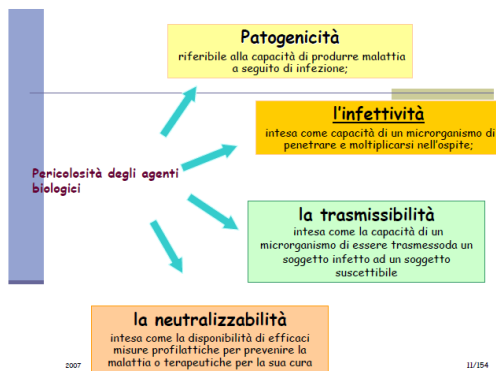 Patogenicità
riferibile alla capacità di produrre malattia
a seguito di infezione;
l'infettività
intesa come capacità di un microrganismo di
penetrare e moltiplicarsi nell'ospite;
Pericolosità degli agenti
biologici
la trasmissibilità
intesa come la capacità di un
microrganismo di essere trasmessoda un
soggetto infetto ad un soggetto
suscettibile
la neutralizzabilità
intesa come la disponibilità di efficaci
misure profilattiche per prevenire la
malattia o terapeutiche per la sua cura
2007
11/154